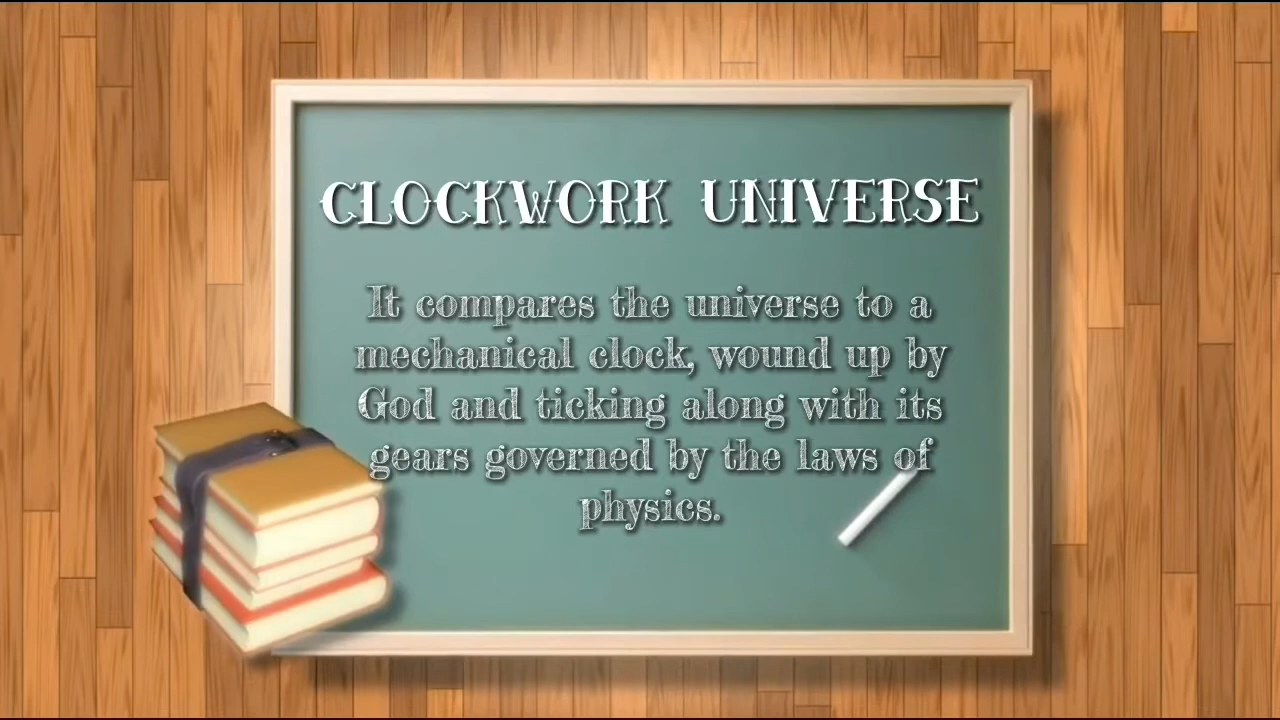 CLOCKWORK UNIVERSE
It compares the universe to a
mechanical clock, wound up by
God and ticking along with its
gears governed by the laws of
physics.